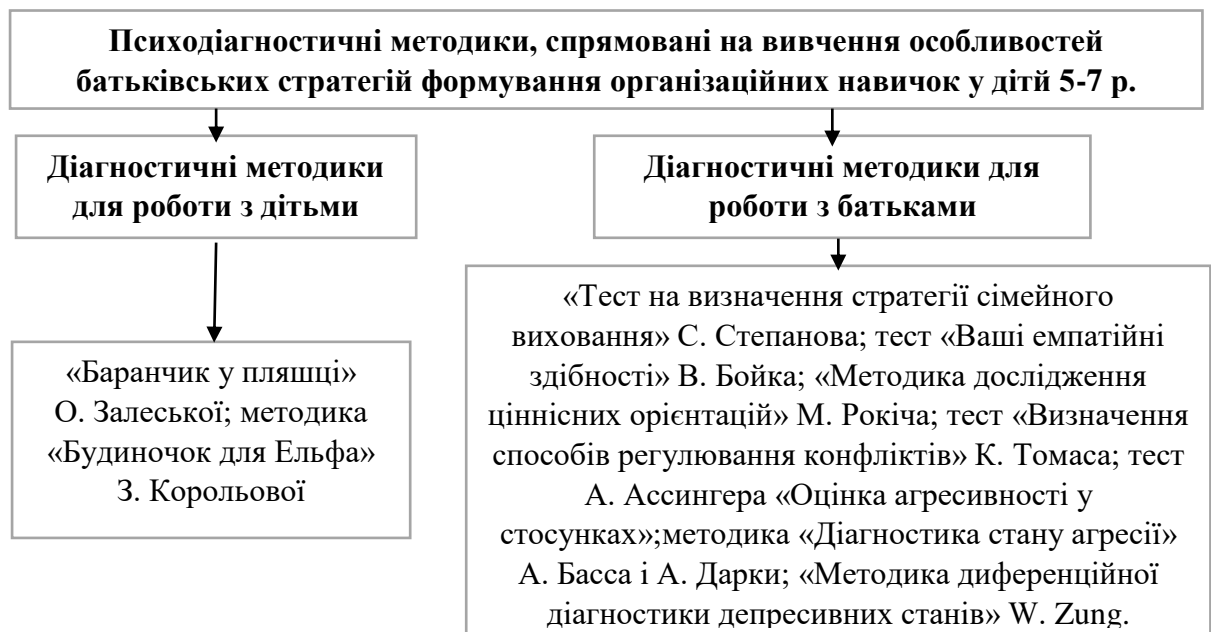 Психодіагностичні методики, спрямовані на вивчення особливостей
батьківських стратегій формування організаційних навичок у дітей 5-7 р.
Діагностичні методики
для роботи з дітьми
Діагностичні методики для
роботи з батьками
«Баранчик у пляшці»
О. Залеської; методика
«Будиночок для Ельфа»
З. Корольової
«Тест на визначення стратегії сімейного
виховання» С. Степанова; тест «Ваші емпатійні
здібності» В. Бойка; «Методика дослідження
ціннісних орієнтацій» М. Рокіча; тест «Визначення
способів регулювання конфліктів» К. Томаса; тест
А. Ассингера «Оцінка агресивності у
стосунках»;методика «Діагностика стану агресії»
А. Басса і А. Дарки; «Методика диференційної
діагностики депресивних станів» W. Zung.